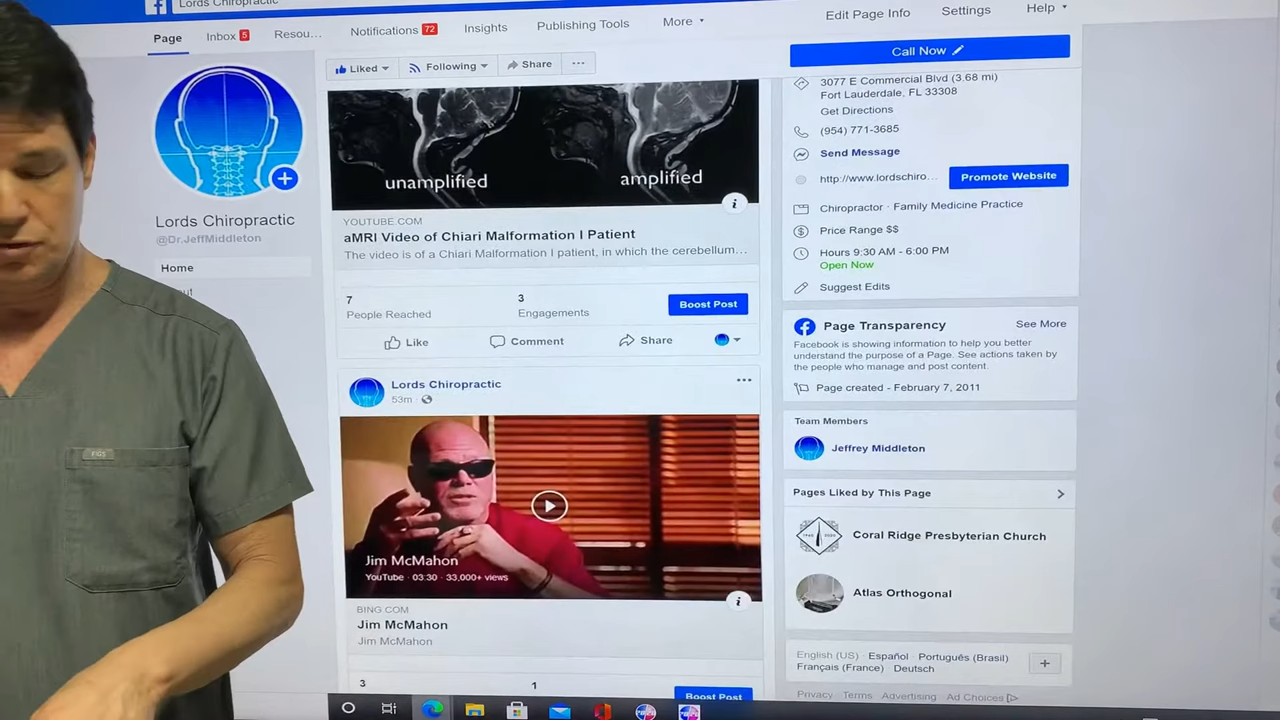 Lords Chiropractic
Page
Inbox 5
Resou...
Notifications 72
Insights
Publishing Tools
More
Edit Page Info
Settings
Help
Liked
Following
Share
Call Now
unamplified
amplified
YOUTUBE.COM
aMRI Video of Chiari Malformation I Patient
The video is of a Chiari Malformation I patient, in which the cerebellum...
7
People Reached
3
Engagements
Boost Post
Like
Comment
Share
Lords Chiropractic
@Dr.JeffMiddleton
Home
Lords Chiropractic
53m
Jim McMahon
YouTube · 03:30 · 33,000+ views
BING.COM
Jim McMahon
Jim McMahon
3
1
Boost Post
3077 E Commercial Blvd (3.68 mi)
Fort Lauderdale, FL 33308
Get Directions
(954) 771-3685
Send Message
http://www.lordschiro...
Promote Website
Chiropractor · Family Medicine Practice
Price Range $$
Hours 9:30 AM - 6:00 PM
Open Now
Suggest Edits
Page Transparency
See More
Facebook is showing information to help you better
understand the purpose of a Page. See actions taken by
the people who manage and post content.
Page created - February 7, 2011
Team Members
Jeffrey Middleton
Pages Liked by This Page
Coral Ridge Presbyterian Church
Atlas Orthogonal
English (US) · Español · Português (Brasil) ·
Français (France) · Deutsch
Privacy · Terms · Advertising · Ad Choices
FIGS